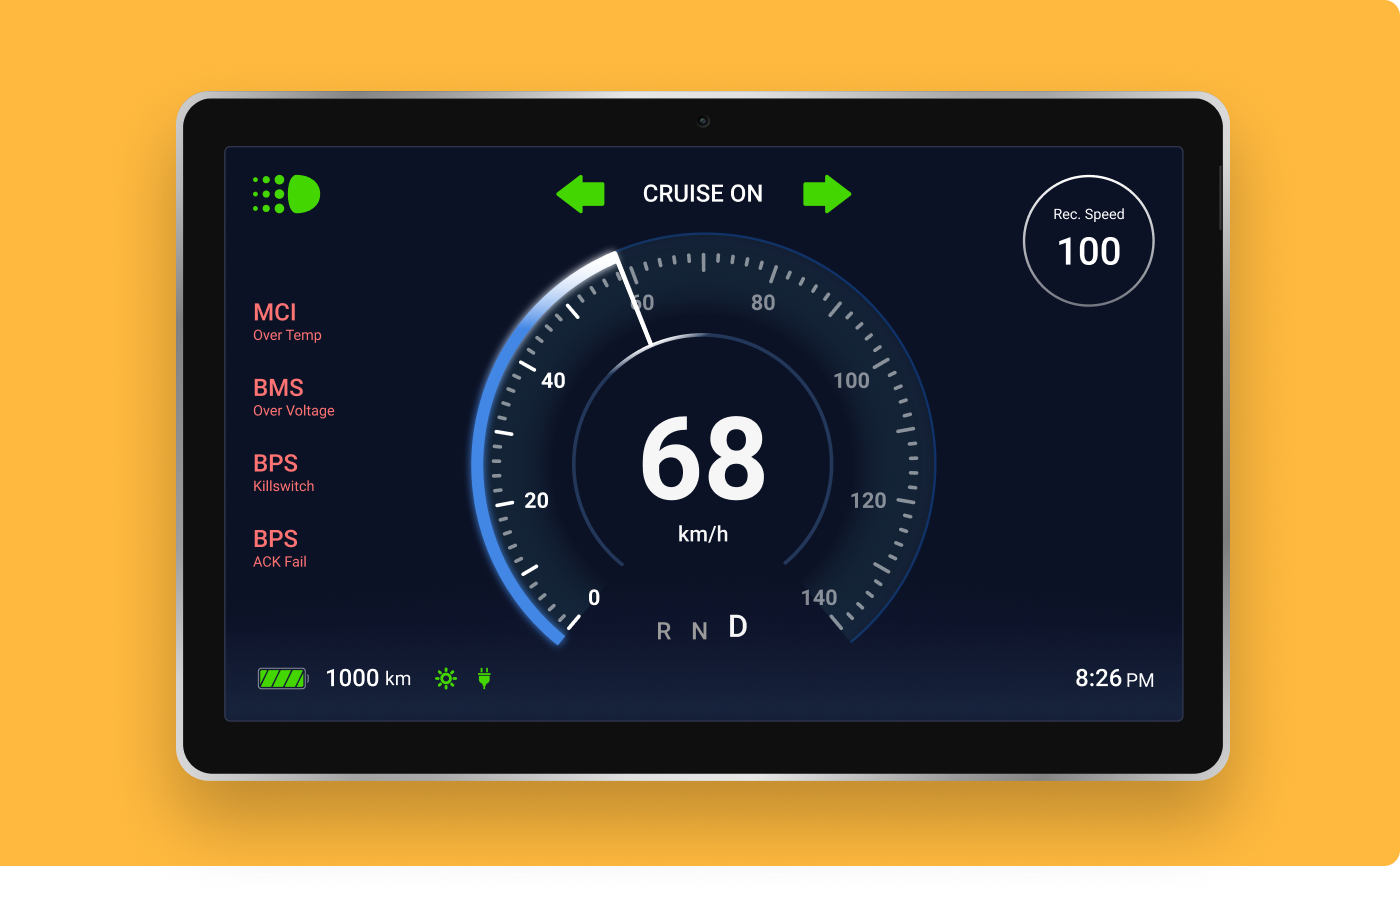 CRUISE ON
Rec. Speed
100
MCI
Over Temp
BMS
Over Voltage
BPS
Killswitch
BPS
ACK Fail
0
20
40
60
80
100
120
140
68
km/h
R N D
1000 km
8:26 PM